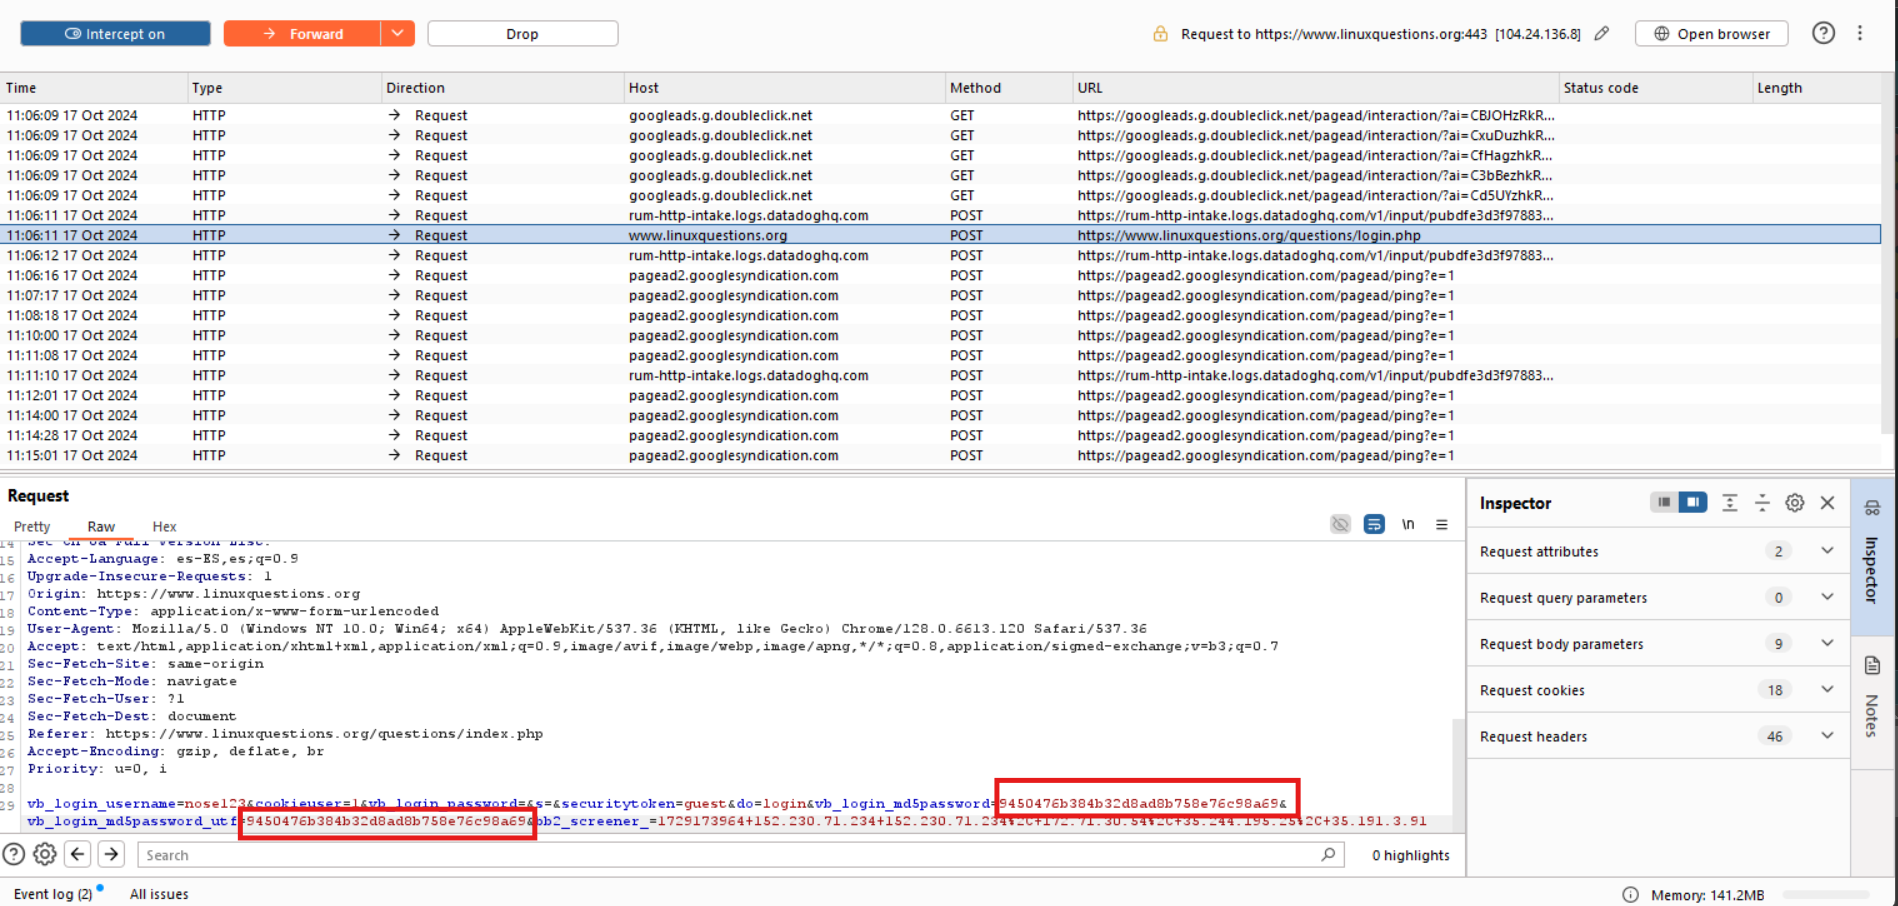 Intercept on
Forward
Drop
Request to https://www.linuxquestions.org:443 [104.24.136.8]
Open browser
Time Type Direction Host Method URL Status code Length
11:06:09 17 Oct 2024 HTTP → Request googleads.g.doubleclick.net GET https://googleads.g.doubleclick.net/pagead/interaction/?ai=CBJOHzRkR...
11:06:09 17 Oct 2024 HTTP → Request googleads.g.doubleclick.net GET https://googleads.g.doubleclick.net/pagead/interaction/?ai=CxuDuzhkR...
11:06:09 17 Oct 2024 HTTP → Request googleads.g.doubleclick.net GET https://googleads.g.doubleclick.net/pagead/interaction/?ai=CfHagzhkR...
11:06:09 17 Oct 2024 HTTP → Request googleads.g.doubleclick.net GET https://googleads.g.doubleclick.net/pagead/interaction/?ai=C3bBezhkR...
11:06:09 17 Oct 2024 HTTP → Request googleads.g.doubleclick.net GET https://googleads.g.doubleclick.net/pagead/interaction/?ai=Cd5UYzhkR...
11:06:11 17 Oct 2024 HTTP → Request rum-http-intake.logs.datadoghq.com POST https://rum-http-intake.logs.datadoghq.com/v1/input/pubdfe3d3f97883...
11:06:11 17 Oct 2024 HTTP → Request www.linuxquestions.org POST https://www.linuxquestions.org/questions/login.php
11:06:12 17 Oct 2024 HTTP → Request rum-http-intake.logs.datadoghq.com POST https://rum-http-intake.logs.datadoghq.com/v1/input/pubdfe3d3f97883...
11:06:16 17 Oct 2024 HTTP → Request pagead2.googlesyndication.com POST https://pagead2.googlesyndication.com/pagead/ping?e=1
11:07:17 17 Oct 2024 HTTP → Request pagead2.googlesyndication.com POST https://pagead2.googlesyndication.com/pagead/ping?e=1
11:08:18 17 Oct 2024 HTTP → Request pagead2.googlesyndication.com POST https://pagead2.googlesyndication.com/pagead/ping?e=1
11:10:00 17 Oct 2024 HTTP → Request pagead2.googlesyndication.com POST https://pagead2.googlesyndication.com/pagead/ping?e=1
11:11:08 17 Oct 2024 HTTP → Request pagead2.googlesyndication.com POST https://pagead2.googlesyndication.com/pagead/ping?e=1
11:11:10 17 Oct 2024 HTTP → Request rum-http-intake.logs.datadoghq.com POST https://rum-http-intake.logs.datadoghq.com/v1/input/pubdfe3d3f97883...
11:12:01 17 Oct 2024 HTTP → Request pagead2.googlesyndication.com POST https://pagead2.googlesyndication.com/pagead/ping?e=1
11:14:00 17 Oct 2024 HTTP → Request pagead2.googlesyndication.com POST https://pagead2.googlesyndication.com/pagead/ping?e=1
11:14:28 17 Oct 2024 HTTP → Request pagead2.googlesyndication.com POST https://pagead2.googlesyndication.com/pagead/ping?e=1
11:15:01 17 Oct 2024 HTTP → Request pagead2.googlesyndication.com POST https://pagead2.googlesyndication.com/pagead/ping?e=1
Request
Pretty Raw Hex
\n
14 Sec-Ch-Ua-Full-Version-List:
15 Accept-Language: es-ES,es;q=0.9
16 Upgrade-Insecure-Requests: 1
17 Origin: https://www.linuxquestions.org
18 Content-Type: application/x-www-form-urlencoded
19 User-Agent: Mozilla/5.0 (Windows NT 10.0; Win64; x64) AppleWebKit/537.36 (KHTML, like Gecko) Chrome/128.0.6613.120 Safari/537.36
20 Accept: text/html,application/xhtml+xml,application/xml;q=0.9,image/avif,image/webp,image/apng,*/*;q=0.8,application/signed-exchange;v=b3;q=0.7
21 Sec-Fetch-Site: same-origin
22 Sec-Fetch-Mode: navigate
23 Sec-Fetch-User: ?1
24 Sec-Fetch-Dest: document
25 Referer: https://www.linuxquestions.org/questions/index.php
26 Accept-Encoding: gzip, deflate, br
27 Priority: u=0, i
28
29 vb_login_username=nose123&cookieuser=1&vb_login_password=&s=&securitytoken=guest&do=login&vb_login_md5password=9450476b384b32d8ad8b758e76c98a69&
vb_login_md5password_utf=9450476b384b32d8ad8b758e76c98a69&bb2_screener_=1729173964+152.230.71.234+152.230.71.234%2C+172.71.30.54%2C+35.244.195.25%2C+35.191.3.91
Search
0 highlights
Inspector
Request attributes 2
Request query parameters 0
Request body parameters 9
Request cookies 18
Request headers 46
Inspector
Notes
Event log (2)
All issues
Memory: 141.2MB